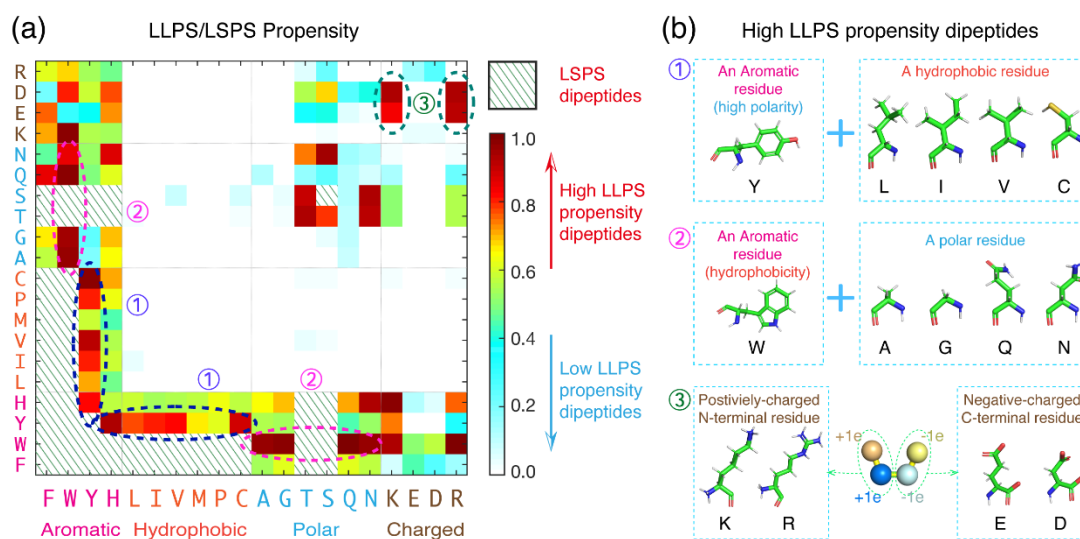 (a)
LLPS/LSPS Propensity
R
D
E
K
N
Q
S
T
G
A
C
P
M
V
I
L
H
Y
W
F
③
②
①
①
②
F W Y H L I V M P C A G T S Q N K E D R
Aromatic Hydrophobic Polar Charged
LSPS
dipeptides
1.0
0.8
0.6
0.4
0.2
0.0
High LLPS
propensity
dipeptides
Low LLPS
propensity
dipeptides
(b)
High LLPS propensity dipeptides
①
An Aromatic
residue
(high polarity)
Y
+
A hydrophobic residue
L I V C
②
An Aromatic
residue
(hydrophobicity)
W
+
A polar residue
A G Q N
③
Postiviely-charged
N-terminal residue
K R
+1e -1e
+1e -1e
Negative-charged
C-terminal residue
E D